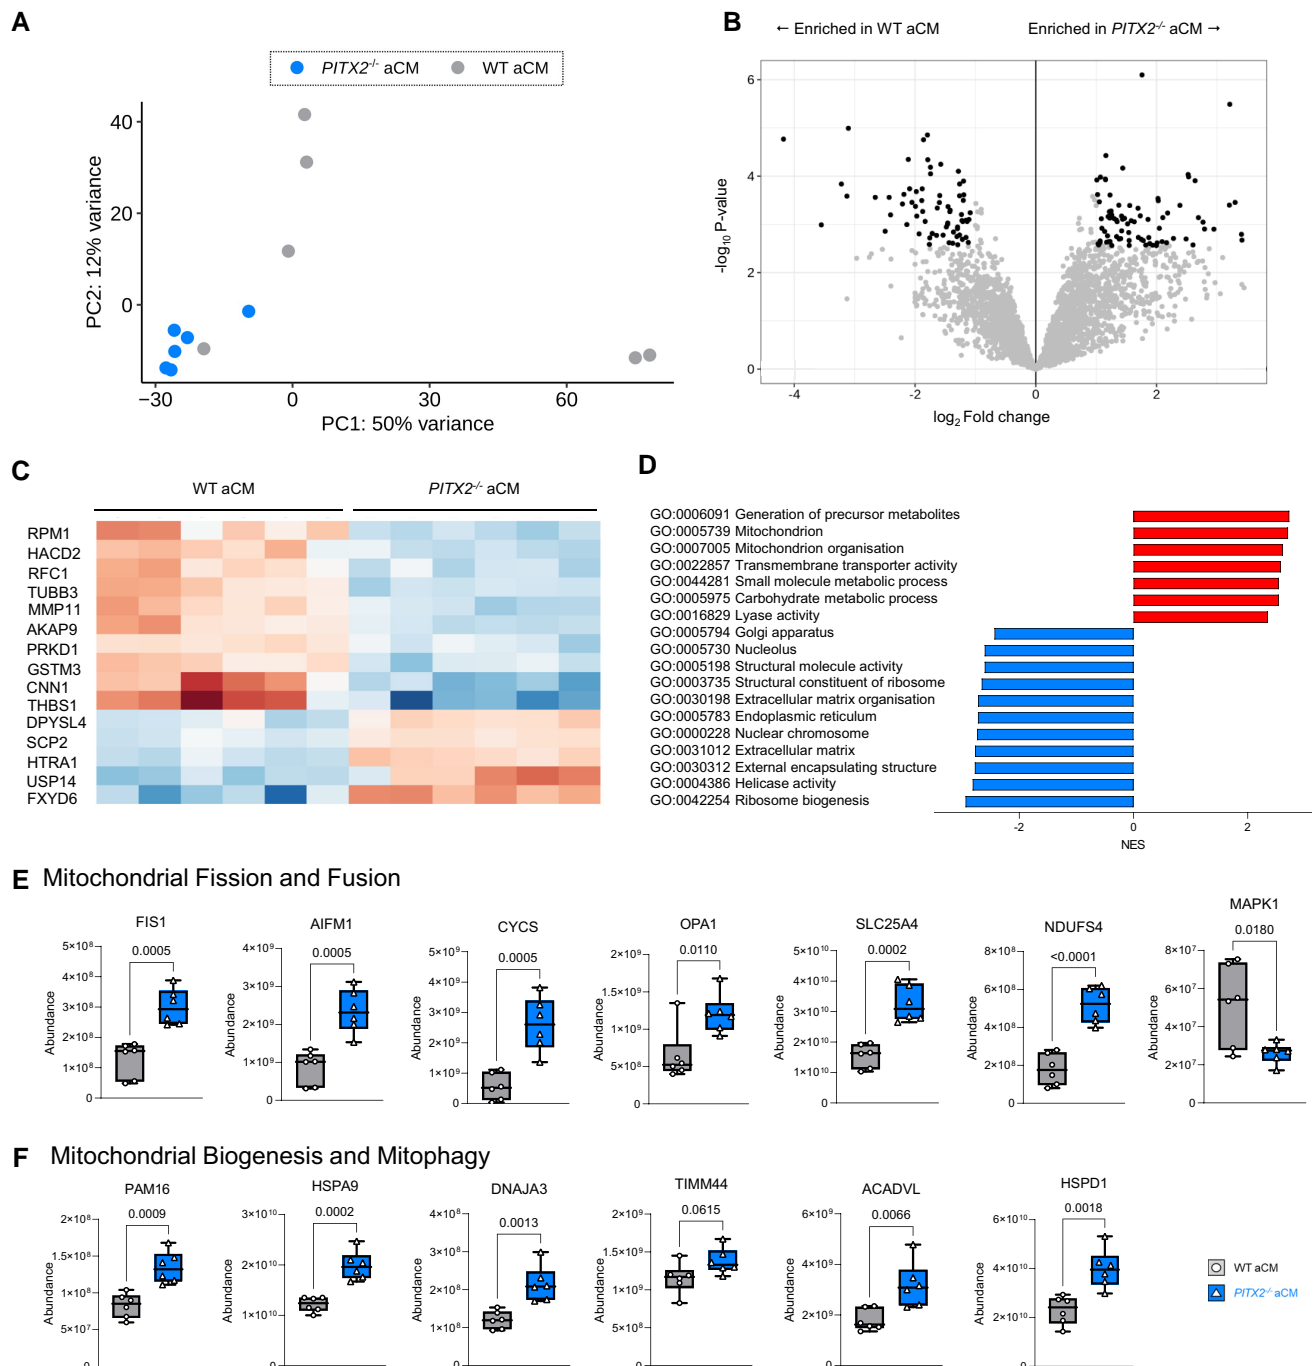 A
PITX2-/- aCM
WT aCM
40
20
0
PC2: 12% variance
−30
0
30
60
PC1: 50% variance
B
← Enriched in WT aCM
Enriched in PITX2-/- aCM →
6
4
2
0
-log10 P-value
-4
-2
0
2
log2 Fold change
C
WT aCM
PITX2-/- aCM
RPM1
HACD2
RFC1
TUBB3
MMP11
AKAP9
PRKD1
GSTM3
CNN1
THBS1
DPYSL4
SCP2
HTRA1
USP14
FXYD6
D
GO:0006091 Generation of precursor metabolites
GO:0005739 Mitochondrion
GO:0007005 Mitochondrion organisation
GO:0022857 Transmembrane transporter activity
GO:0044281 Small molecule metabolic process
GO:0005975 Carbohydrate metabolic process
GO:0016829 Lyase activity
GO:0005794 Golgi apparatus
GO:0005730 Nucleolus
GO:0005198 Structural molecule activity
GO:0003735 Structural constituent of ribosome
GO:0030198 Extracellular matrix organisation
GO:0005783 Endoplasmic reticulum
GO:0000228 Nuclear chromosome
GO:0031012 Extracellular matrix
GO:0030312 External encapsulating structure
GO:0004386 Helicase activity
GO:0042254 Ribosome biogenesis
-2
0
2
NES
E Mitochondrial Fission and Fusion
FIS1
0.0005
5×10⁸
4×10⁸
3×10⁸
2×10⁸
1×10⁸
0
Abundance
AIFM1
0.0005
4×10⁹
3×10⁹
2×10⁹
1×10⁹
0
Abundance
CYCS
0.0005
5×10⁹
4×10⁹
3×10⁹
2×10⁹
1×10⁹
0
Abundance
OPA1
0.0110
2×10⁹
1.5×10⁹
1×10⁹
5×10⁸
0
Abundance
SLC25A4
0.0002
5×10¹⁰
4×10¹⁰
3×10¹⁰
2×10¹⁰
1×10¹⁰
0
Abundance
NDUFS4
<0.0001
8×10⁸
6×10⁸
4×10⁸
2×10⁸
0
Abundance
MAPK1
0.0180
8×10⁷
6×10⁷
4×10⁷
2×10⁷
0
Abundance
F Mitochondrial Biogenesis and Mitophagy
PAM16
0.0009
2×10⁸
1.5×10⁸
1×10⁸
5×10⁷
0
Abundance
HSPA9
0.0002
3×10¹⁰
2×10¹⁰
1×10¹⁰
0
Abundance
DNAJA3
0.0013
4×10⁸
3×10⁸
2×10⁸
1×10⁸
0
Abundance
TIMM44
0.0615
2×10⁹
1.5×10⁹
1×10⁹
5×10⁸
0
Abundance
ACADVL
0.0066
6×10⁹
4×10⁹
2×10⁹
0
Abundance
HSPD1
0.0018
6×10¹⁰
4×10¹⁰
2×10¹⁰
0
Abundance
WT aCM
PITX2-/- aCM